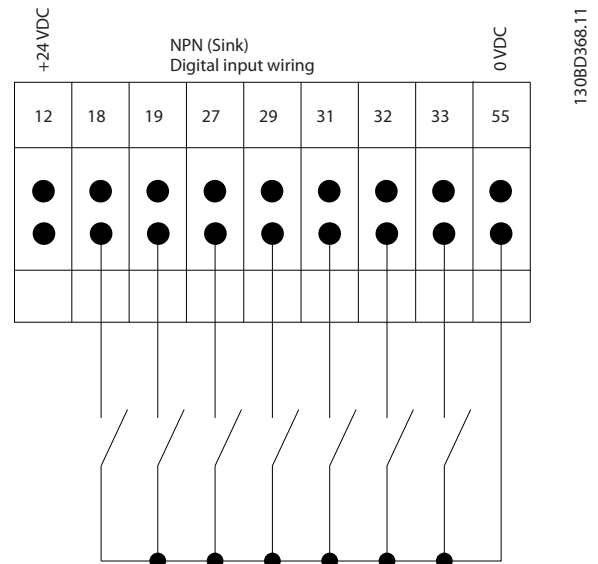 +24 VDC
NPN (Sink)
Digital input wiring
0 VDC
130BD368.11
12 18 19 27 29 31 32 33 55